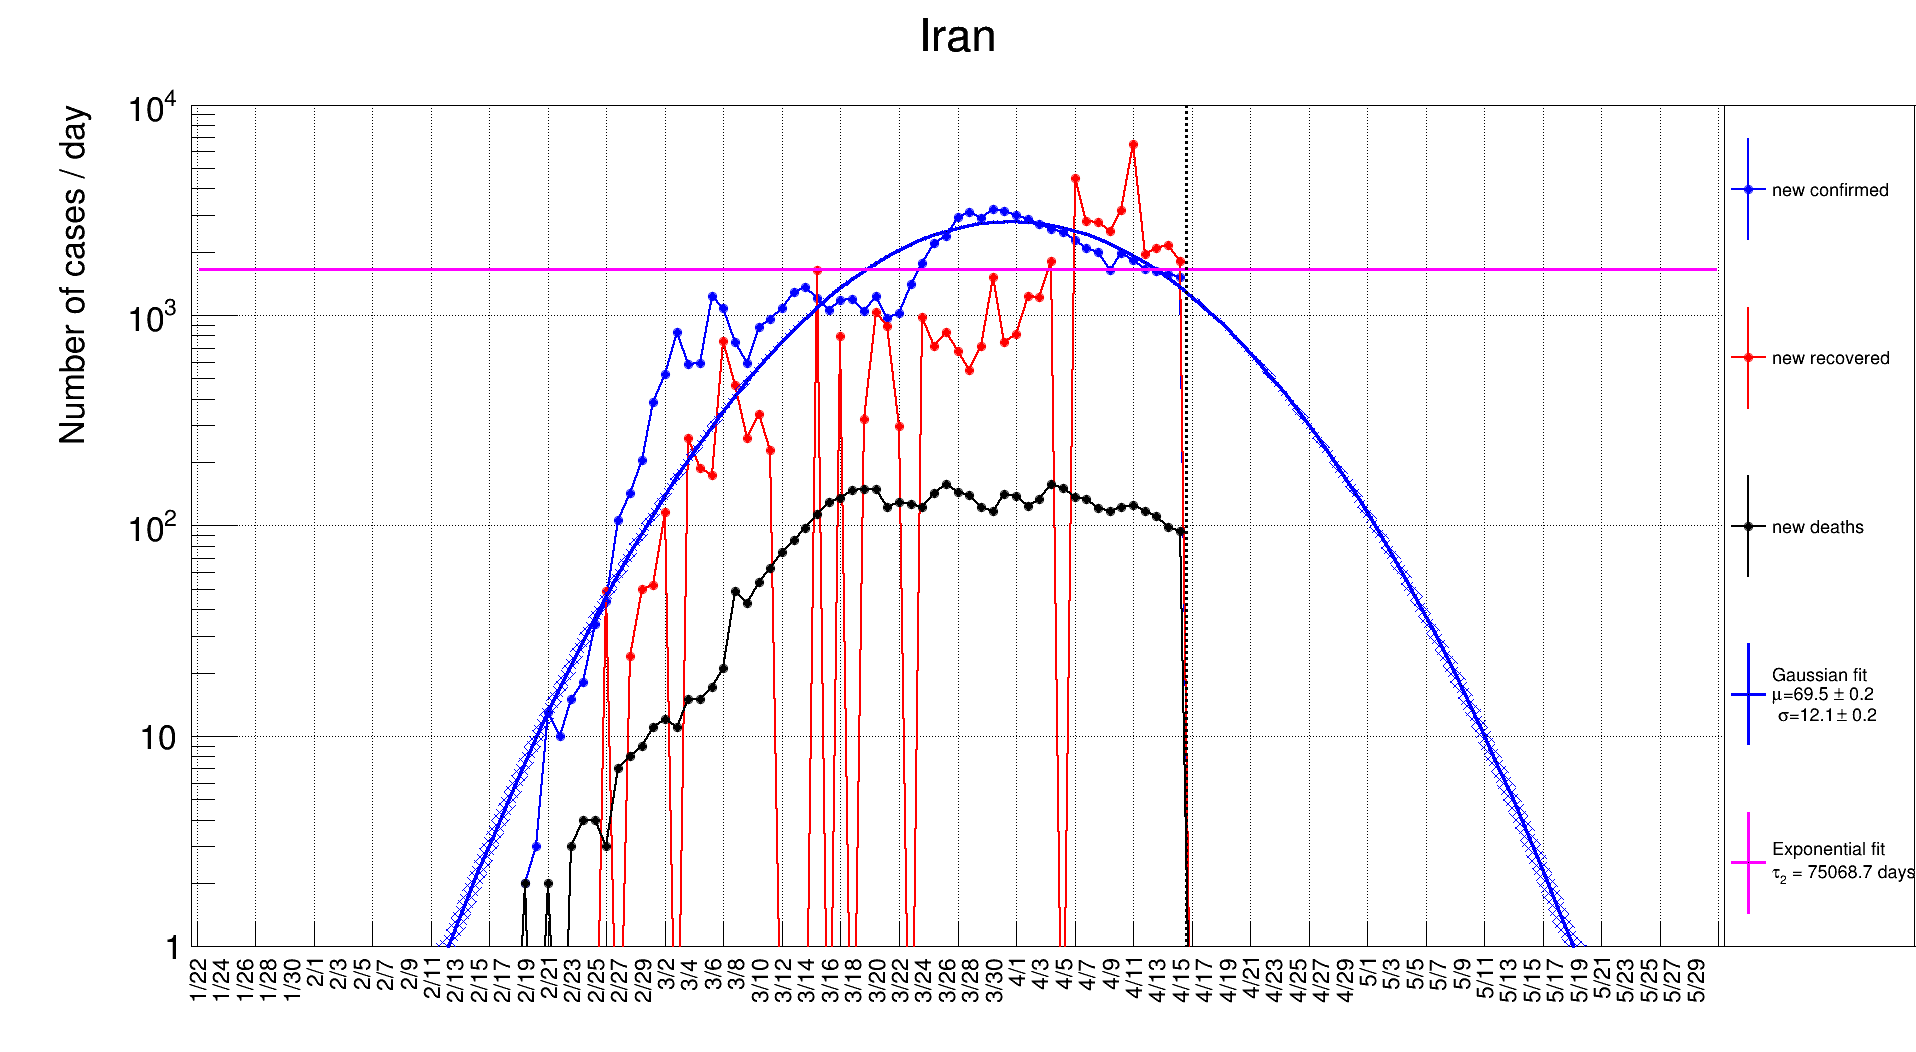 Iran
Number of cases / day
10⁴
10³
10²
10
1
1/22 1/24 1/26 1/28 1/30 2/1 2/3 2/5 2/7 2/9 2/11 2/13 2/15 2/17 2/19 2/21 2/23 2/25 2/27 2/29 3/2 3/4 3/6 3/8 3/10 3/12 3/14 3/16 3/18 3/20 3/22 3/24 3/26 3/28 3/30 4/1 4/3 4/5 4/7 4/9 4/11 4/13 4/15 4/17 4/19 4/21 4/23 4/25 4/27 4/29 5/1 5/3 5/5 5/7 5/9 5/11 5/13 5/15 5/17 5/19 5/21 5/23 5/25 5/27 5/29
new confirmed
new recovered
new deaths
Gaussian fit
μ=69.5 ± 0.2
σ=12.1 ± 0.2
Exponential fit
τ₂ = 75068.7 days